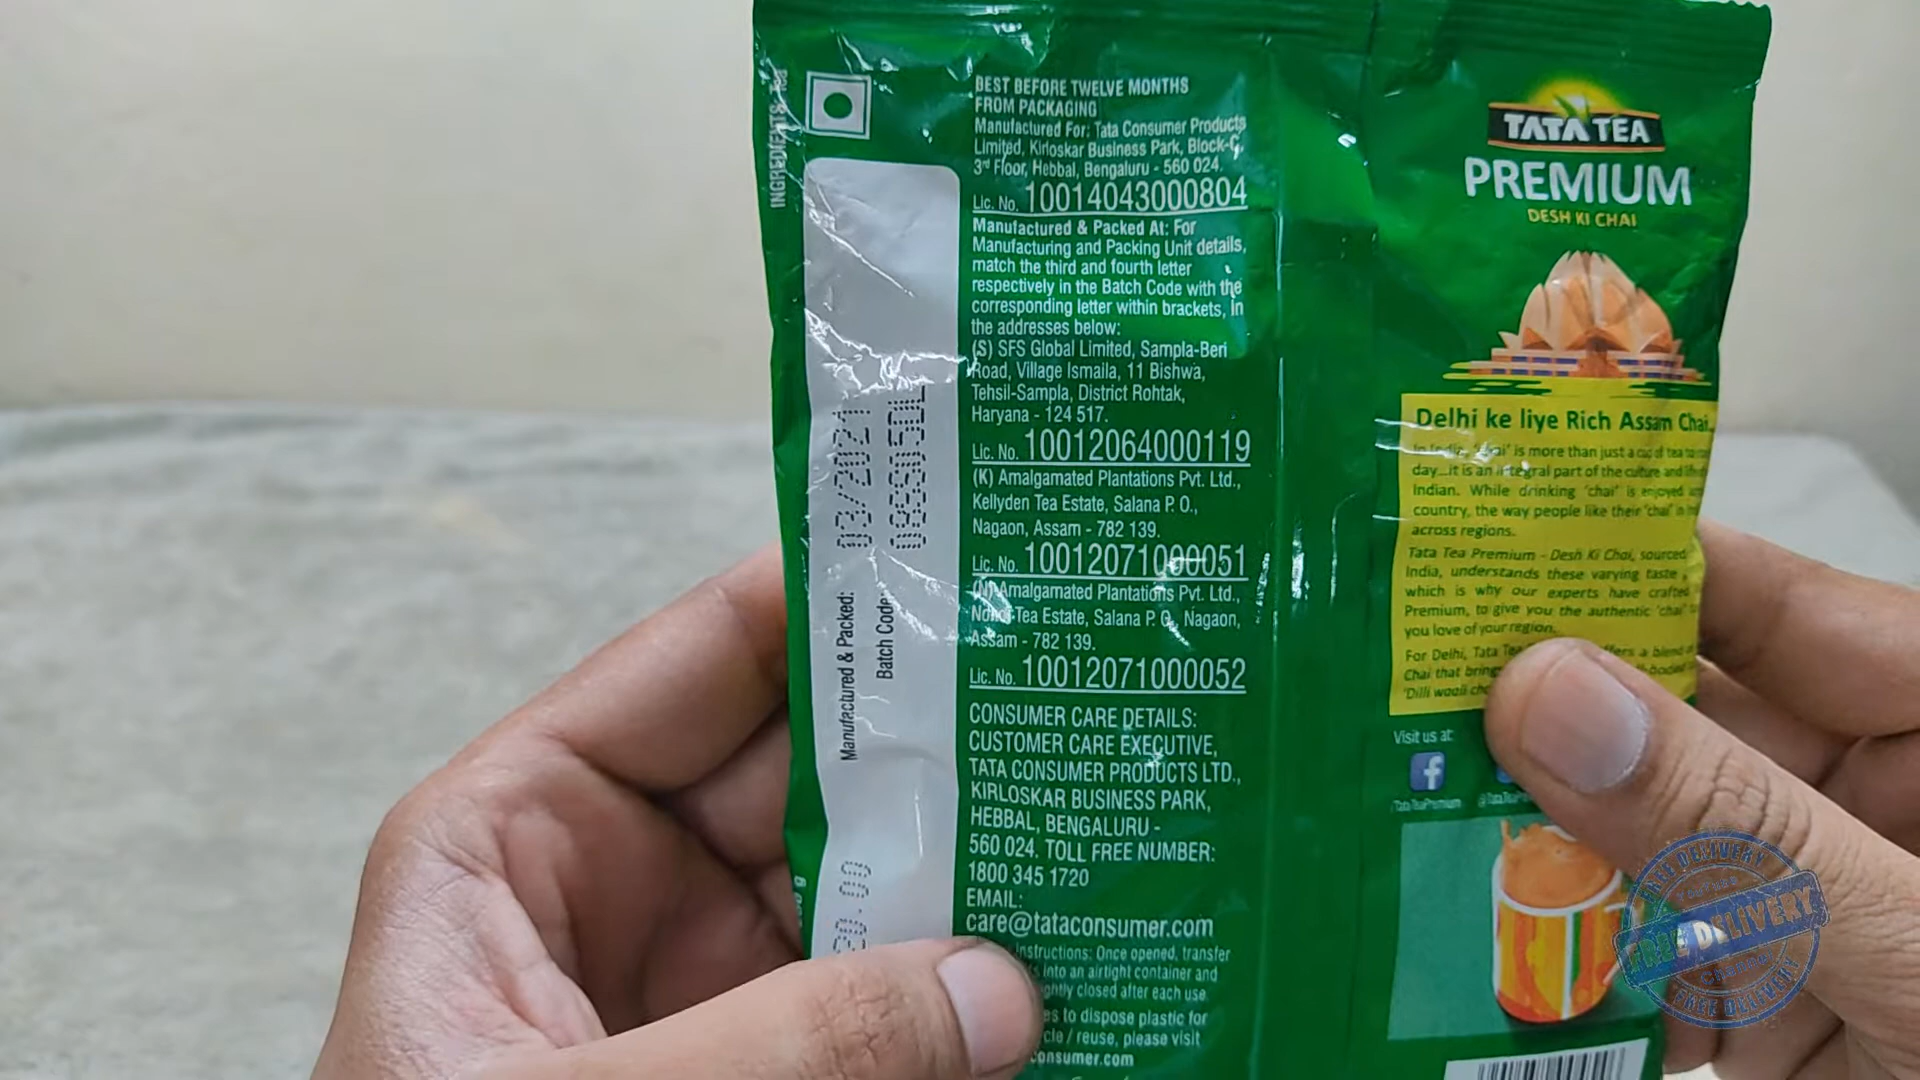 INGREDIENTS: Tea
BEST BEFORE TWELVE MONTHS
FROM PACKAGING
Manufactured For: Tata Consumer Products
Limited, Kirloskar Business Park, Block-C,
3rd Floor, Hebbal, Bengaluru - 560 024.
Lic. No. 10014043000804
Manufactured & Packed At: For
Manufacturing and Packing Unit details,
match the third and fourth letter
respectively in the Batch Code with the
corresponding letter within brackets, in
the addresses below:
(S) SFS Global Limited, Sampla-Beri
Road, Village Ismaila, 11 Bishwa,
Tehsil-Sampla, District Rohtak,
Haryana - 124 517.
Lic. No. 10012064000119
(K) Amalgamated Plantations Pvt. Ltd.,
Kellyden Tea Estate, Salana P. O.,
Nagaon, Assam - 782 139.
Lic. No. 10012071000051
(N) Amalgamated Plantations Pvt. Ltd.,
Tea Estate, Salana P. O., Nagaon,
Assam - 782 139.
Lic. No. 10012071000052
CONSUMER CARE DETAILS:
CUSTOMER CARE EXECUTIVE,
TATA CONSUMER PRODUCTS LTD.,
KIRLOSKAR BUSINESS PARK,
HEBBAL, BENGALURU -
560 024. TOLL FREE NUMBER:
1800 345 1720
EMAIL:
care@tataconsumer.com
Instructions: Once opened, transfer
into an airtight container and
closed after each use.
to dispose plastic for
/ reuse, please visit
consumer.com
Manufactured & Packed: 03/2021
Batch Code:
TATA TEA
PREMIUM
DESH KI CHAI
Delhi ke liye Rich Assam Chai
In India, 'chai' is more than just a cup of tea
day...it is an integral part of the culture and
Indian. While drinking 'chai' is enjoyed
country, the way people like their 'chai' in
across regions.
Tata Tea Premium - Desh Ki Chai, sourced
India, understands these varying taste
which is why our experts have crafted
Premium, to give you the authentic 'chai'
you love of your region.
For Delhi, Tata Tea offers a blend
Chai that brings
'Dilli waali
Visit us at:
/TataTeaPremium
FREE DELIVERY
YouTube
FREE DELIVERY
Channel
FREE DELIVERY